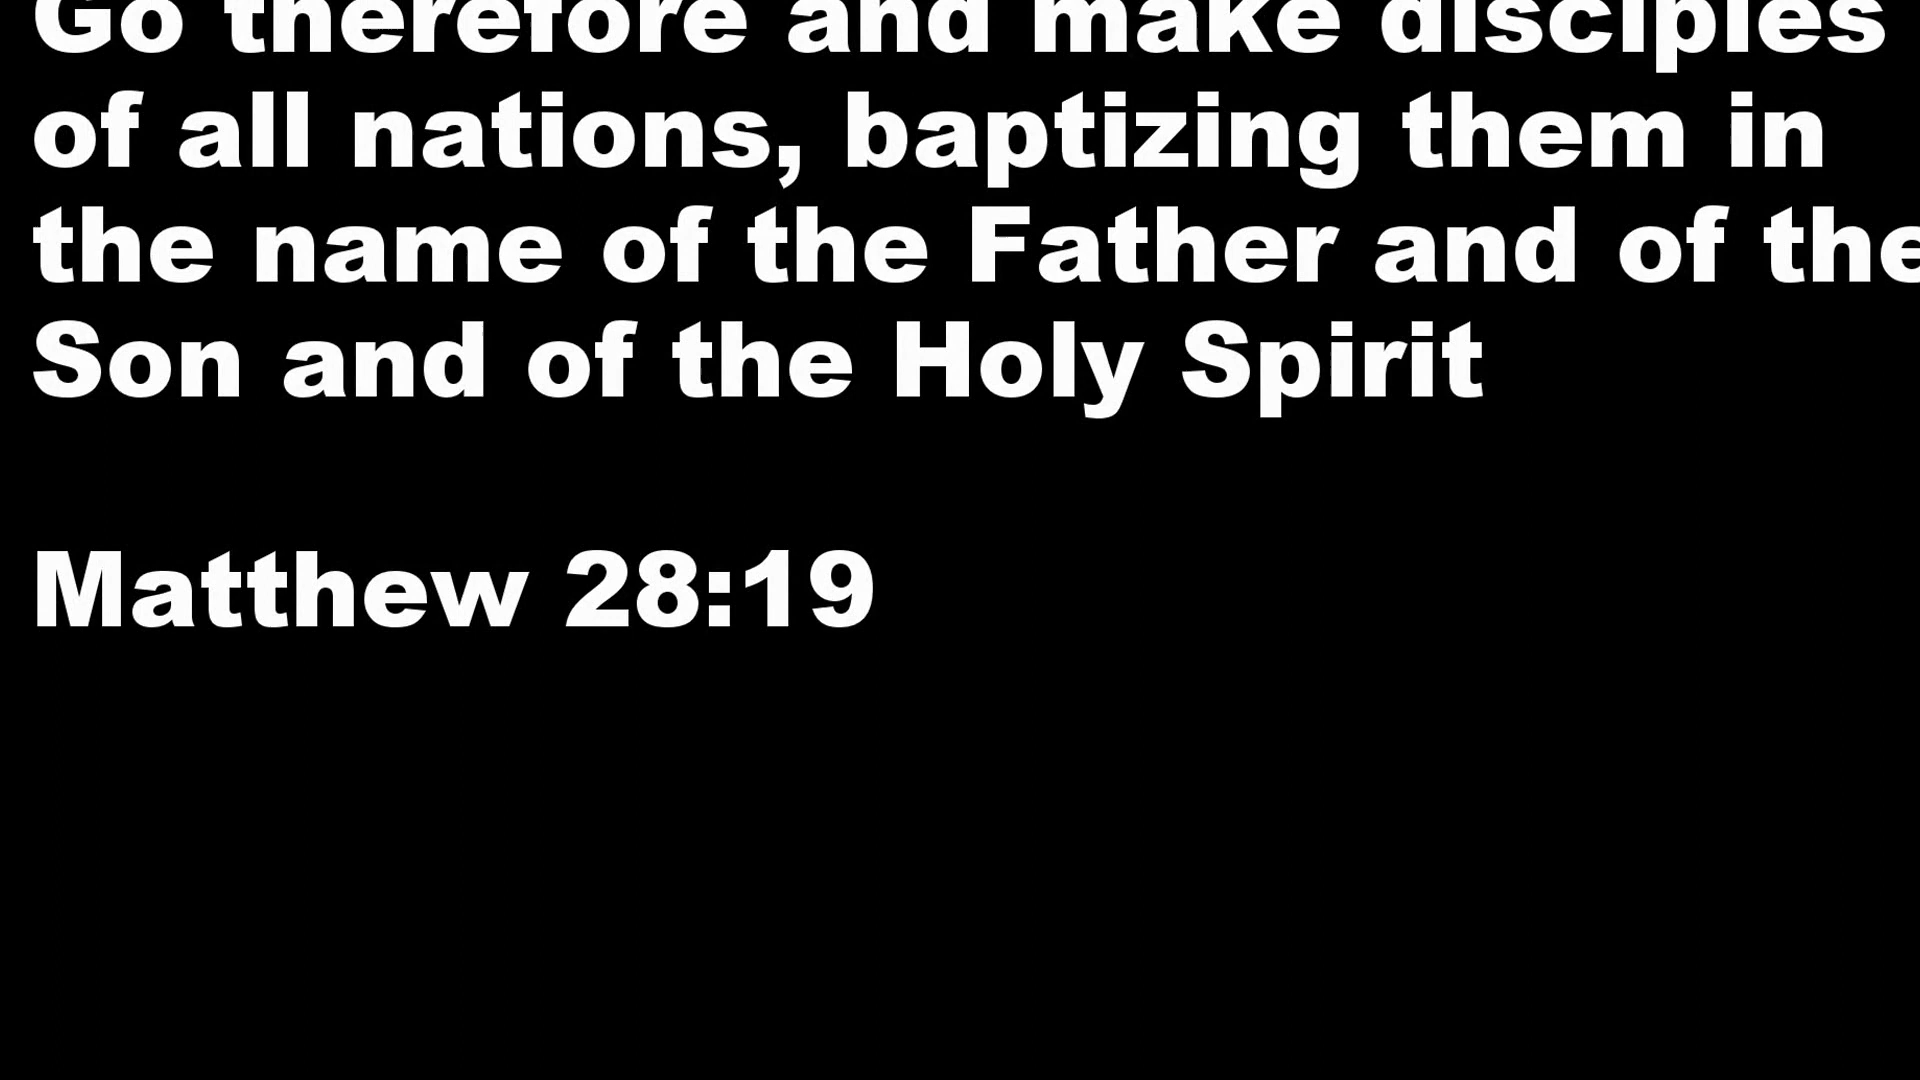 Go therefore and make disciples
of all nations, baptizing them in
the name of the Father and of the
Son and of the Holy Spirit
Matthew 28:19